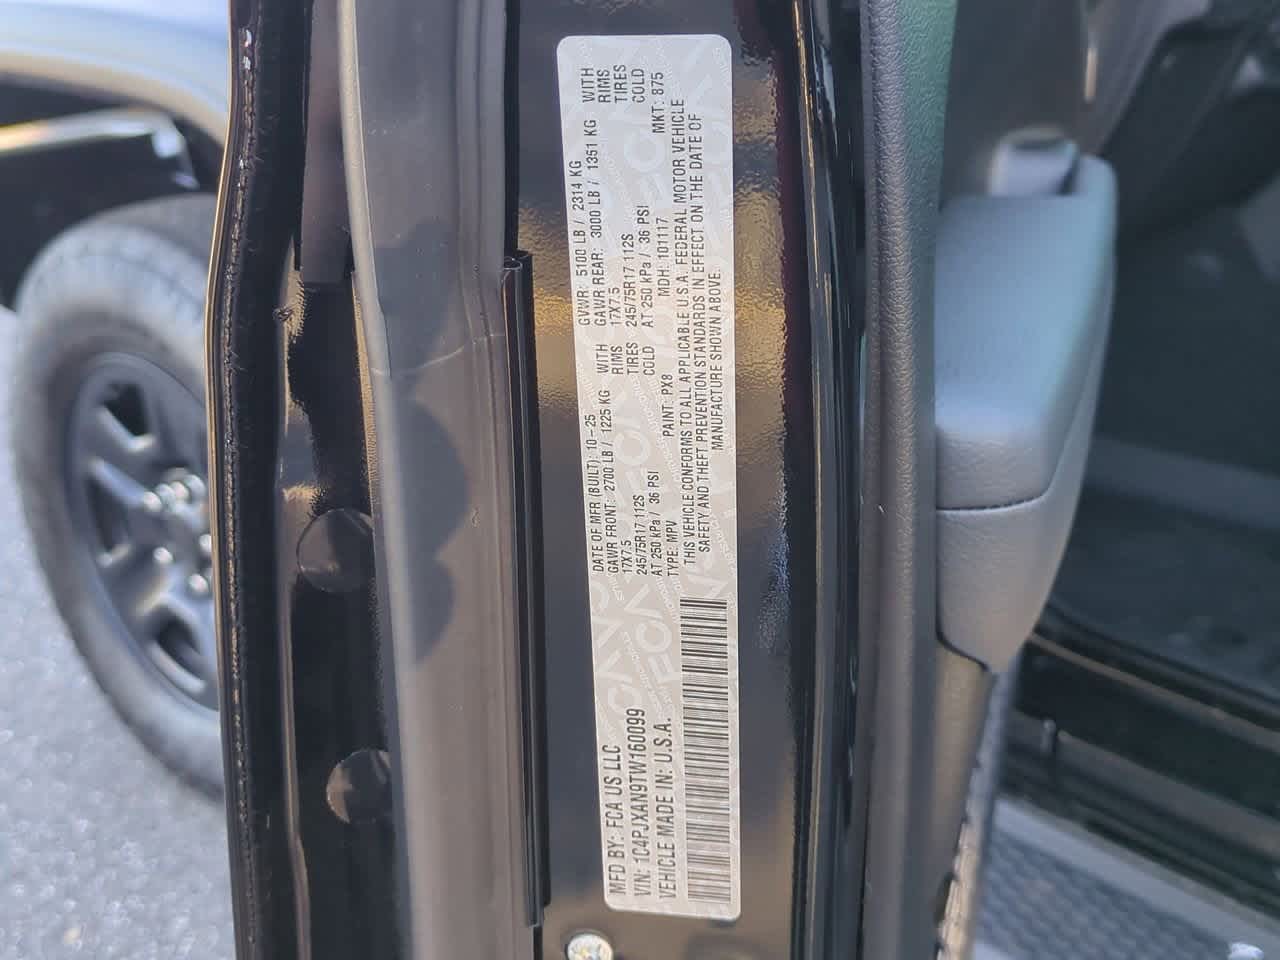 MFD BY: FCA US LLC
DATE OF MFR (BUILT): 10-25
GVWR: 5100 LB / 2314 KG
GAWR FRONT: 2700 LB / 1225 KG WITH
GAWR REAR: 3000 LB / 1351 KG WITH
17X7.5 RIMS
17X7.5 RIMS
245/75R17 112S TIRES
245/75R17 112S TIRES
AT 250 kPa / 36 PSI COLD
AT 250 kPa / 36 PSI COLD
VIN: 1C4PJXAN9TW160099
TYPE: MPV
PAINT: PX8
MDH: 101117
MKT: 875
VEHICLE MADE IN: U.S.A.
THIS VEHICLE CONFORMS TO ALL APPLICABLE U.S.A. FEDERAL MOTOR VEHICLE
SAFETY AND THEFT PREVENTION STANDARDS IN EFFECT ON THE DATE OF
MANUFACTURE SHOWN ABOVE.